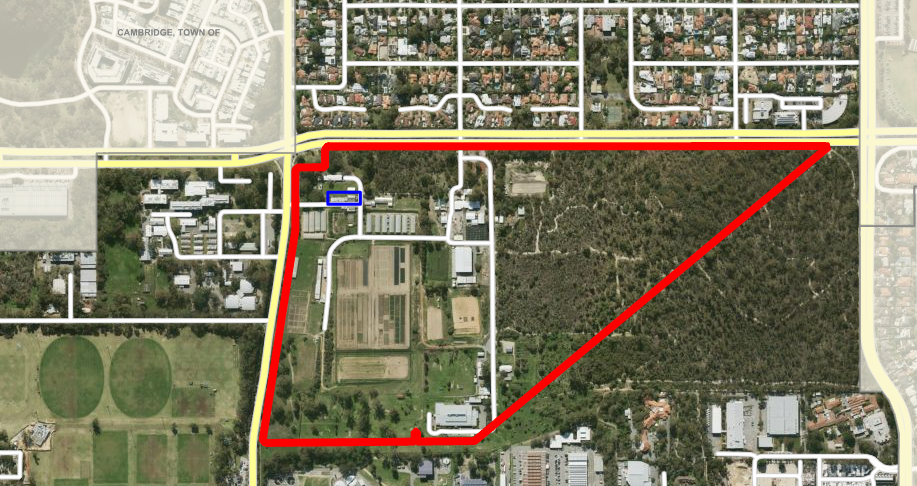 CAMBRIDGE, TOWN OF